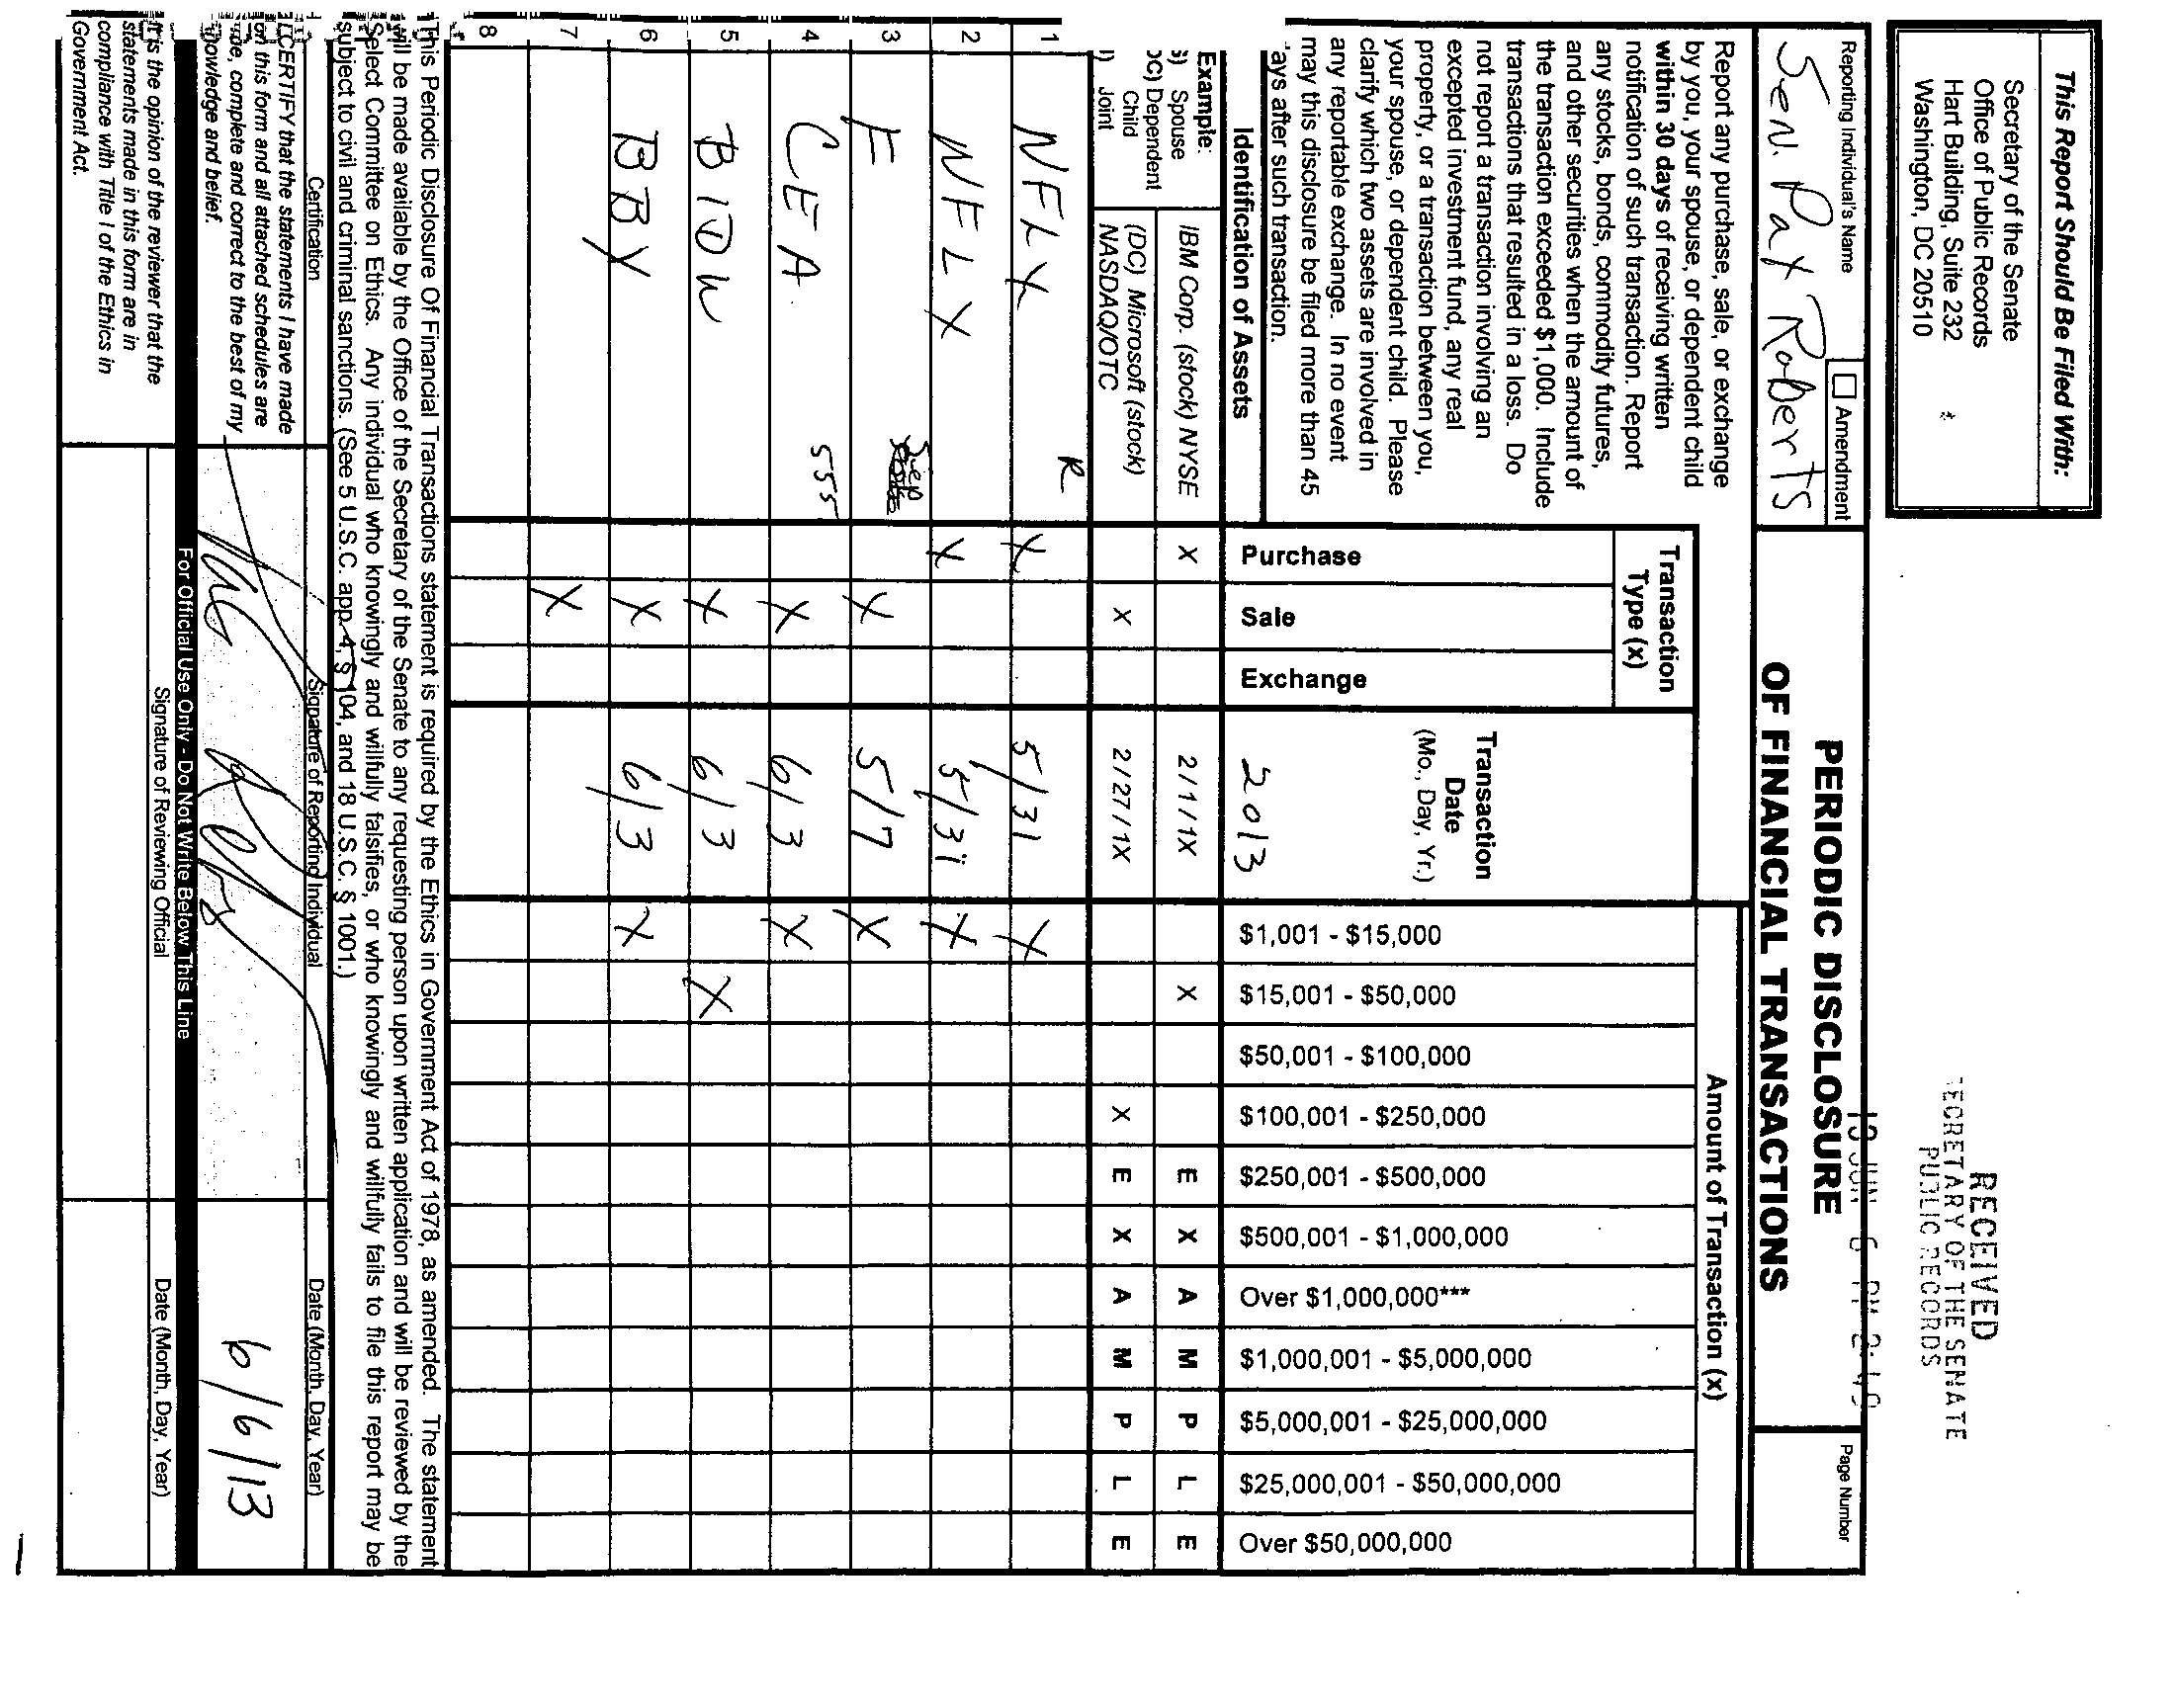 This Report Should Be Filed With:
Secretary of the Senate
Office of Public Records
Hart Building, Suite 232
Washington, DC 20510
RECEIVED
SECRETARY OF THE SENATE
PUBLIC RECORDS
13 JUN 6 PM 2:49
Reporting Individual's Name
Amendment
Sen. Pat Roberts
PERIODIC DISCLOSURE
OF FINANCIAL TRANSACTIONS
Page Number
Report any purchase, sale, or exchange
by you, your spouse, or dependent child
within 30 days of receiving written
notification of such transaction. Report
any stocks, bonds, commodity futures,
and other securities when the amount of
the transaction exceeded $1,000. Include
transactions that resulted in a loss. Do
not report a transaction involving an
excepted investment fund, any real
property, or a transaction between you,
your spouse, or dependent child. Please
clarify which two assets are involved in
any reportable exchange. In no event
may this disclosure be filed more than 45
days after such transaction.
Identification of Assets
Transaction
Type (x)
Purchase
Sale
Exchange
Transaction
Date
(Mo., Day, Yr.)
2013
Amount of Transaction (x)
$1,001 - $15,000
$15,001 - $50,000
$50,001 - $100,000
$100,001 - $250,000
$250,001 - $500,000
$500,001 - $1,000,000
Over $1,000,000***
$1,000,001 - $5,000,000
$5,000,001 - $25,000,000
$25,000,001 - $50,000,000
Over $50,000,000
Example:
S) Spouse
DC) Dependent
Child
J) Joint
IBM Corp. (stock) NYSE X 2/1/1X X E X A M P L E
(DC) Microsoft (stock)
NASDAQ/OTC X 2/27/1X X E X A M P L E
1 NFLX R X 5/31 X
2 NFLX X 5/31 X
3 F X 5/7 X
4 CEA 555 X 6/3 X
5 BIDU X 6/3 X
6 BBY X 6/3 X
7 X
8
This Periodic Disclosure Of Financial Transactions statement is required by the Ethics in Government Act of 1978, as amended. The statement
will be made available by the Office of the Secretary of the Senate to any requesting person upon written application and will be reviewed by the
Select Committee on Ethics. Any individual who knowingly and willfully falsifies, or who knowingly and willfully fails to file this report may be
subject to civil and criminal sanctions. (See 5 U.S.C. app. 4, § 104, and 18 U.S.C. § 1001.)
Certification
Signature of Reporting Individual
Date (Month, Day, Year)
I CERTIFY that the statements I have made
on this form and all attached schedules are
true, complete and correct to the best of my
knowledge and belief.
6/6/13
For Official Use Only - Do Not Write Below This Line
It is the opinion of the reviewer that the
statements made in this form are in
compliance with Title I of the Ethics in
Government Act.
Signature of Reviewing Official
Date (Month, Day, Year)